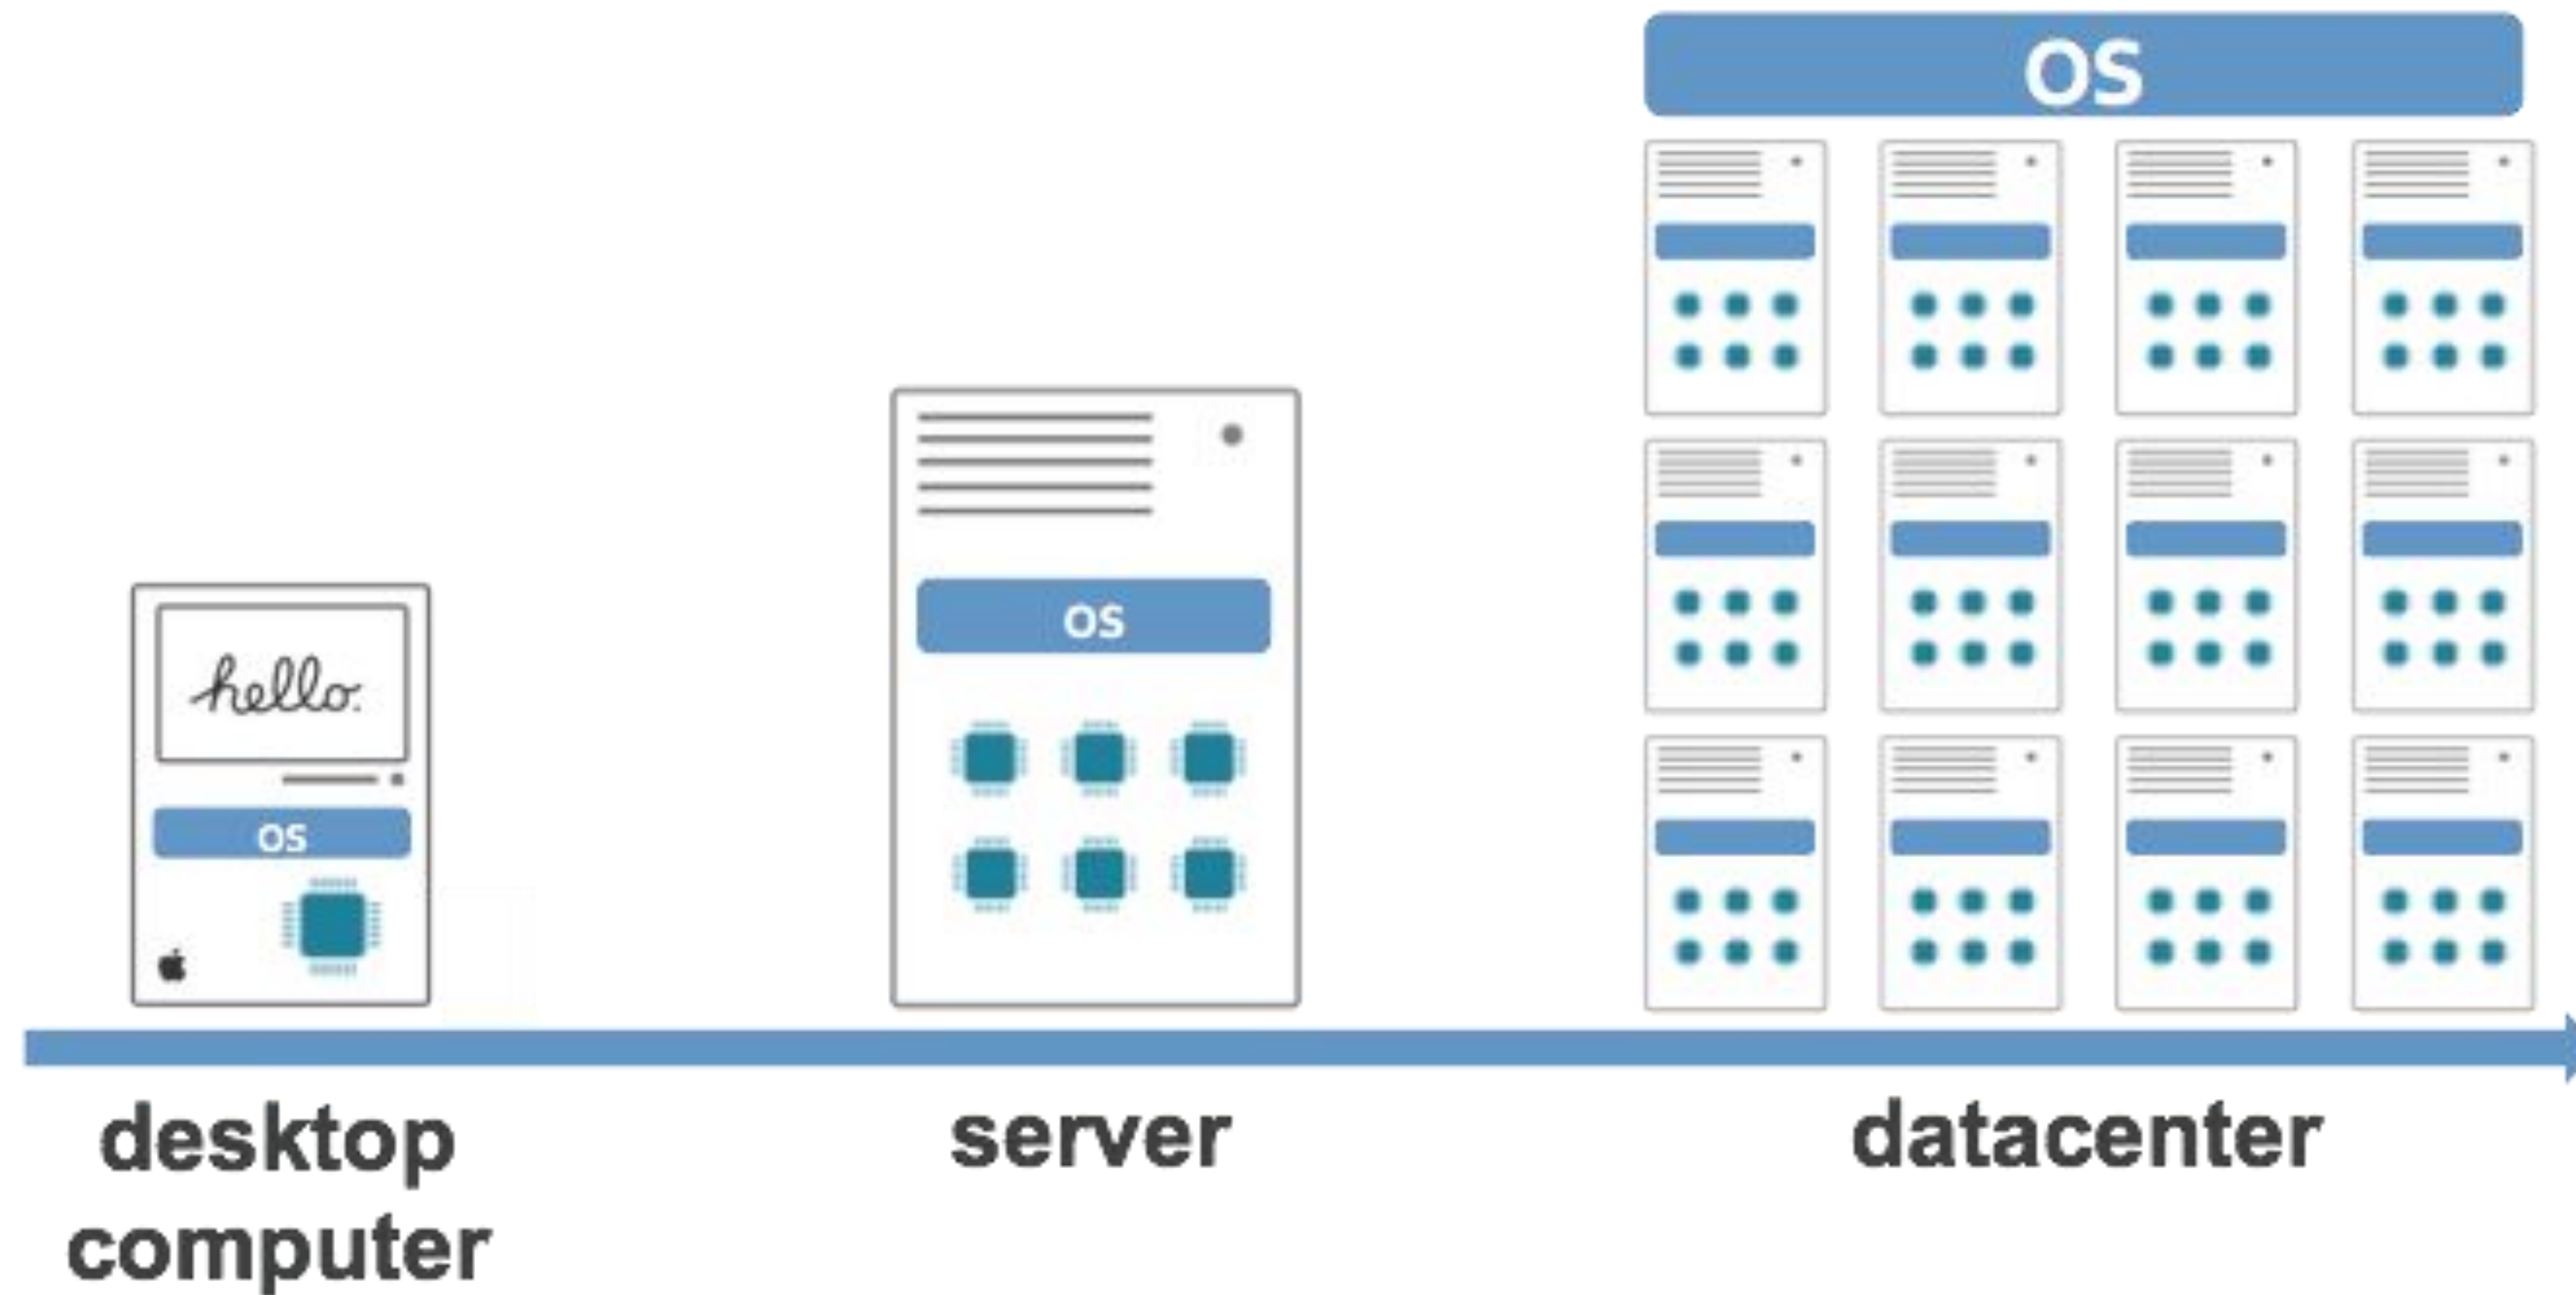 OS
hello.
OS
OS
desktop
computer
server
datacenter